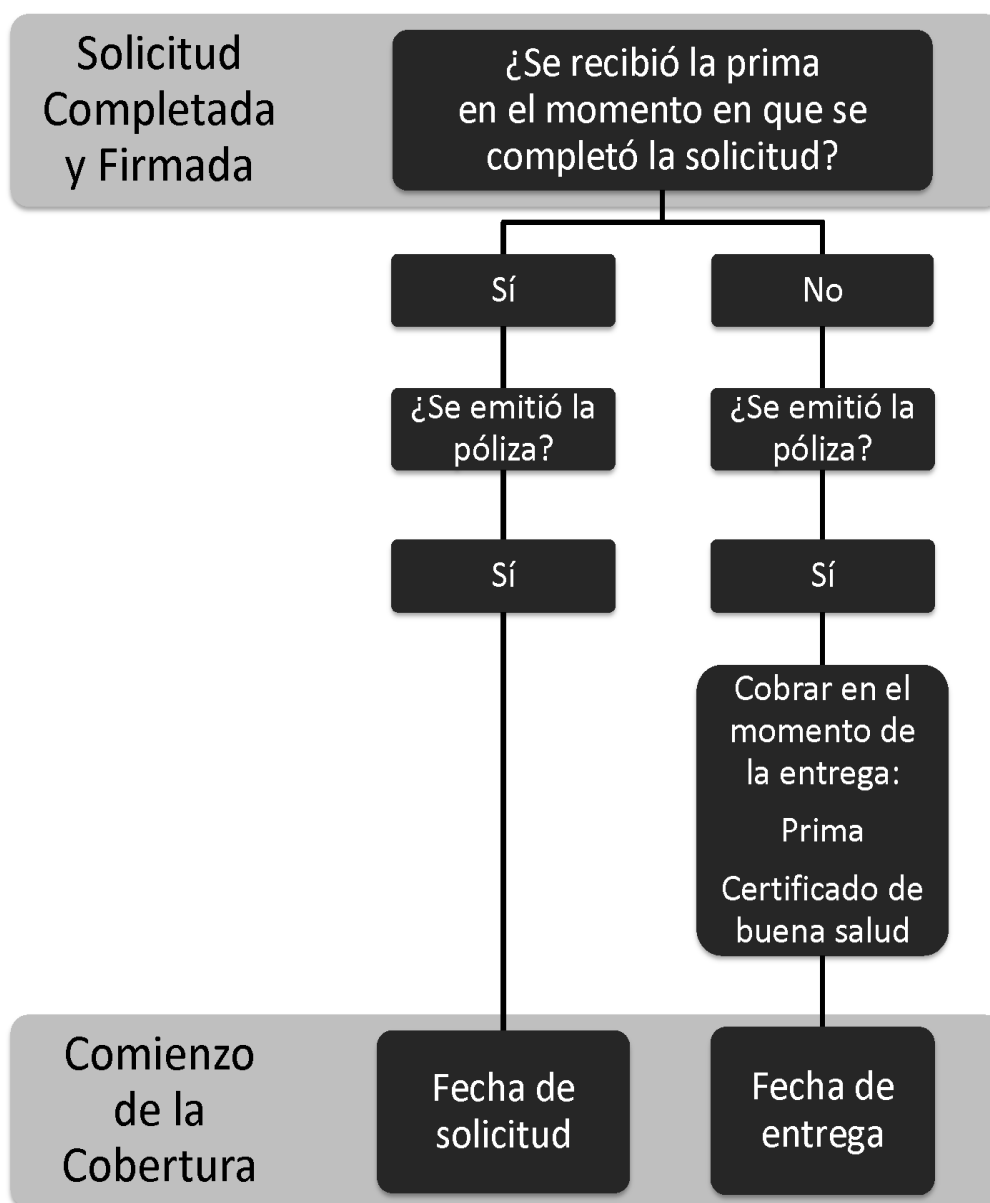 Solicitud
Completada
y Firmada
¿Se recibió la prima
en el momento en que se
completó la solicitud?
Sí
No
¿Se emitió la
póliza?
¿Se emitió la
póliza?
Sí
Sí
Cobrar en el
momento de
la entrega:
Prima
Certificado de
buena salud
Comienzo
de la
Cobertura
Fecha de
solicitud
Fecha de
entrega